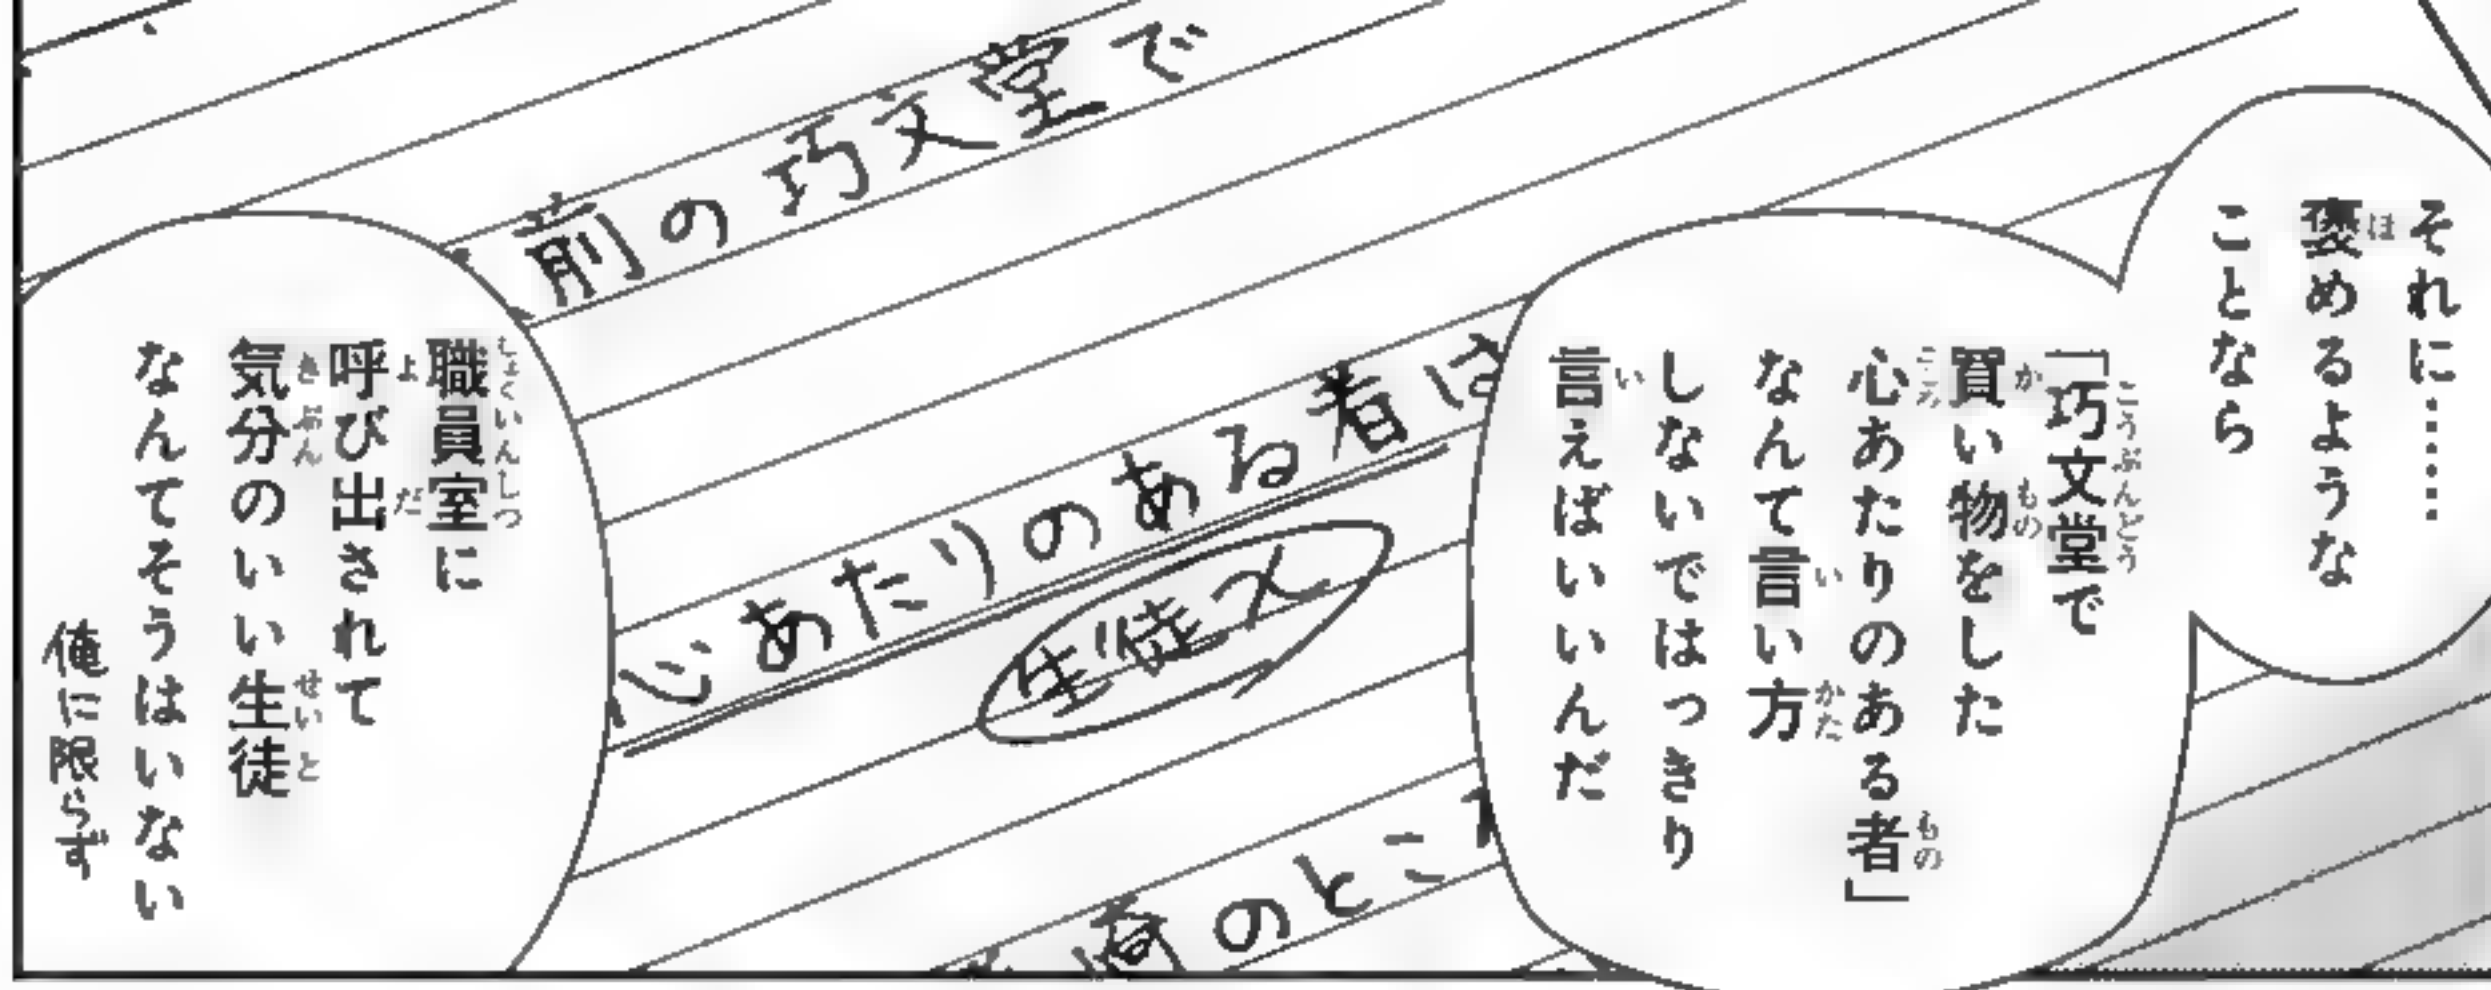 それに……
褒めるような
ことなら
「巧文堂で
買い物をした
心あたりのある者」
なんて言い方
しないではっきり
言えばいいんだ
前の巧文堂で
心あたりのある者は
生徒×
崎のとこ
職員室に
呼び出されて
気分のいい生徒
なんてそうはいない
俺に限らず